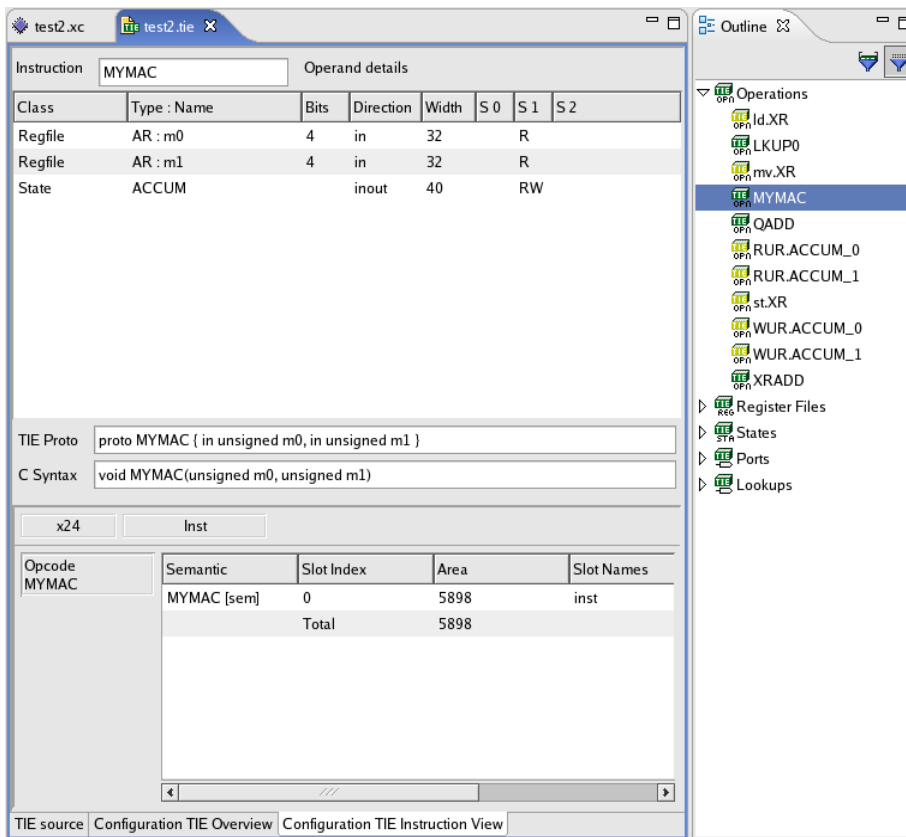 test2.xc
test2.tie
Instruction MYMAC Operand details
Class Type : Name Bits Direction Width S 0 S 1 S 2
Regfile AR : m0 4 in 32 R
Regfile AR : m1 4 in 32 R
State ACCUM inout 40 RW
TIE Proto proto MYMAC { in unsigned m0, in unsigned m1 }
C Syntax void MYMAC(unsigned m0, unsigned m1)
x24 Inst
Opcode
MYMAC
Semantic Slot Index Area Slot Names
MYMAC [sem] 0 5898 inst
Total 5898
TIE source Configuration TIE Overview Configuration TIE Instruction View
Outline
Operations
ld.XR
LKUP0
mv.XR
MYMAC
QADD
RUR.ACCUM_0
RUR.ACCUM_1
st.XR
WUR.ACCUM_0
WUR.ACCUM_1
XRADD
Register Files
States
Ports
Lookups